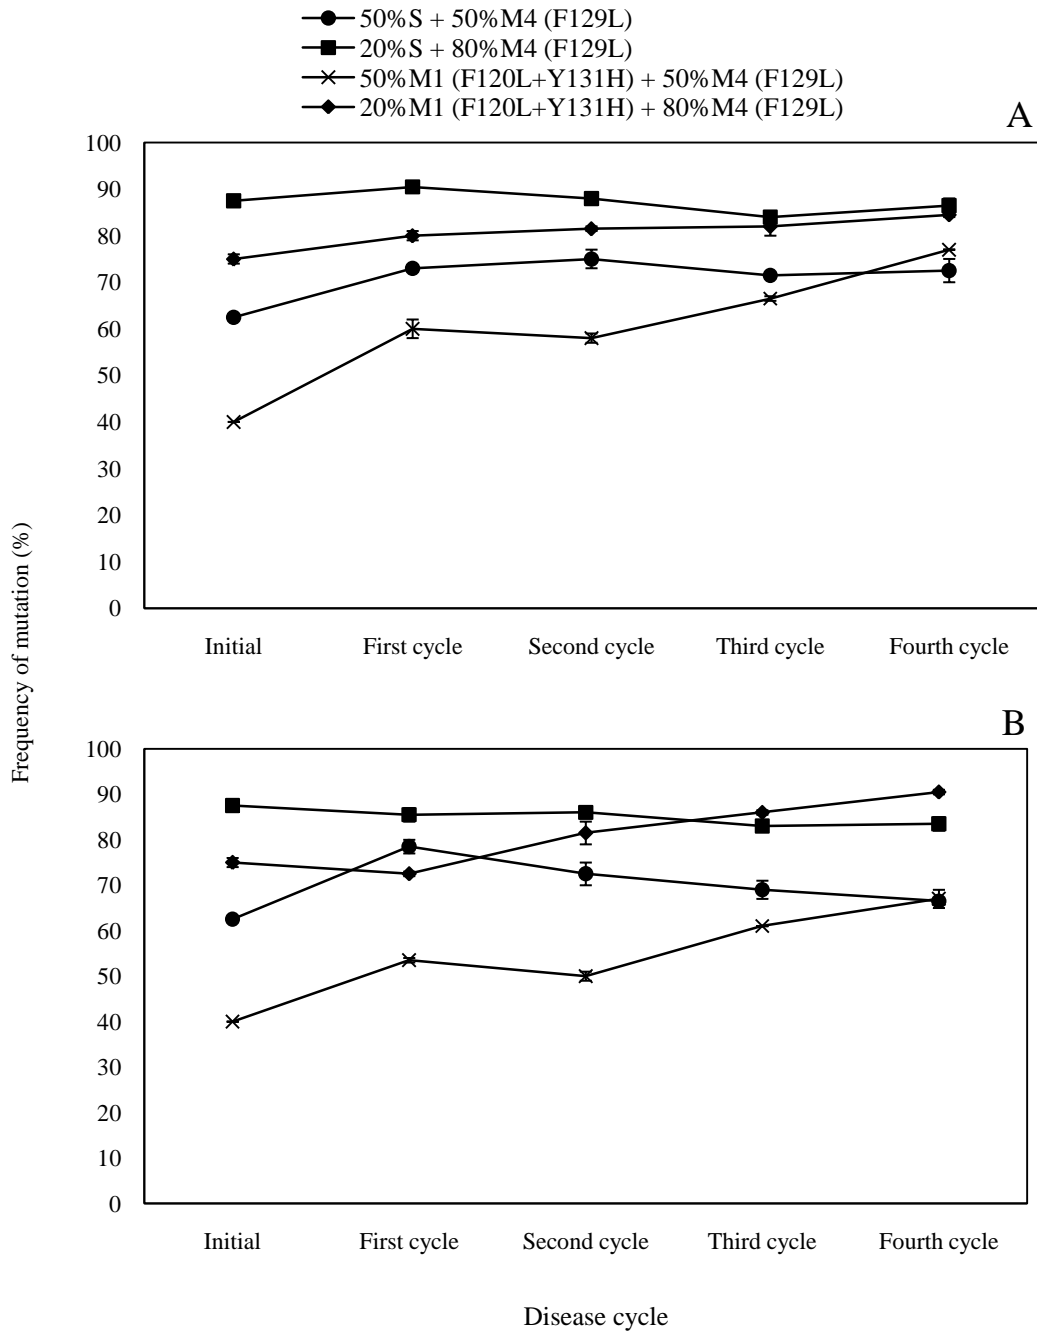 50%S + 50%M4 (F129L)
20%S + 80%M4 (F129L)
50%M1 (F120L+Y131H) + 50%M4 (F129L)
20%M1 (F120L+Y131H) + 80%M4 (F129L)
A
100
90
80
70
60
50
40
30
20
10
0
Initial First cycle Second cycle Third cycle Fourth cycle
Frequency of mutation (%)
B
100
90
80
70
60
50
40
30
20
10
0
Initial First cycle Second cycle Third cycle Fourth cycle
Disease cycle